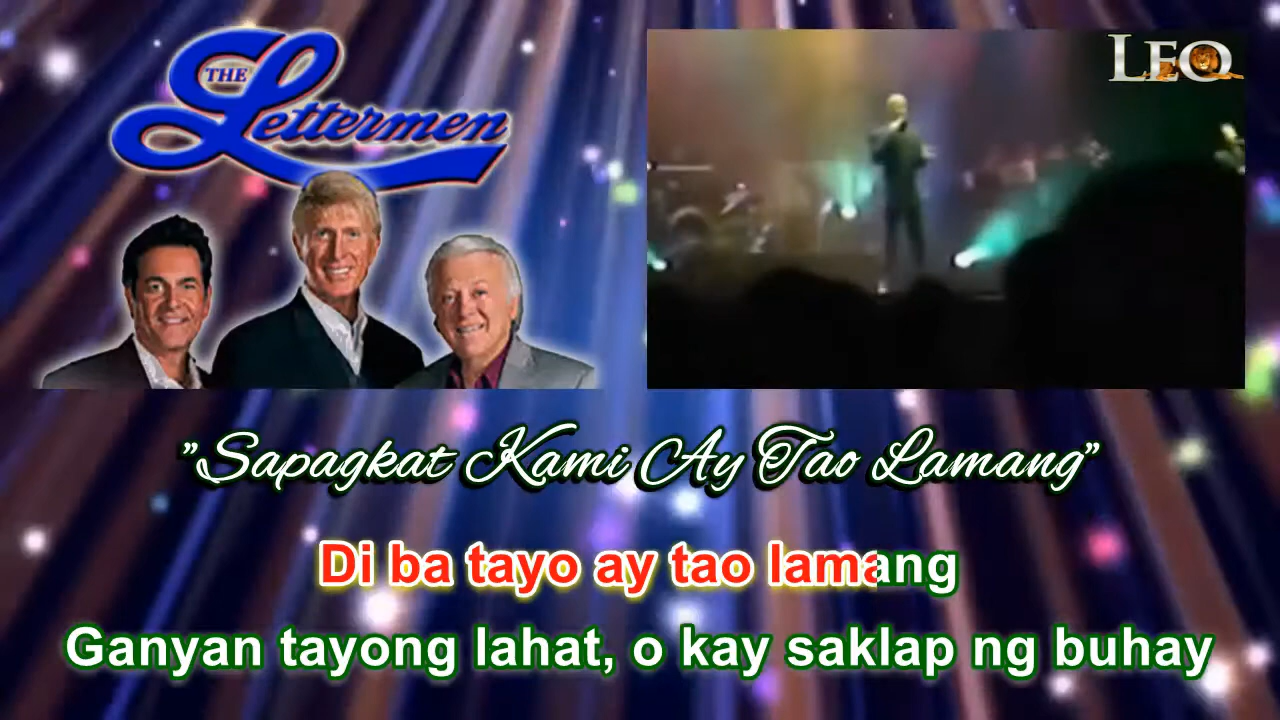 THE
Lettermen
LEO
"Sapagkat Kami Ay Tao Lamang"
Di ba tayo ay tao lamang
Ganyan tayong lahat, o kay saklap ng buhay